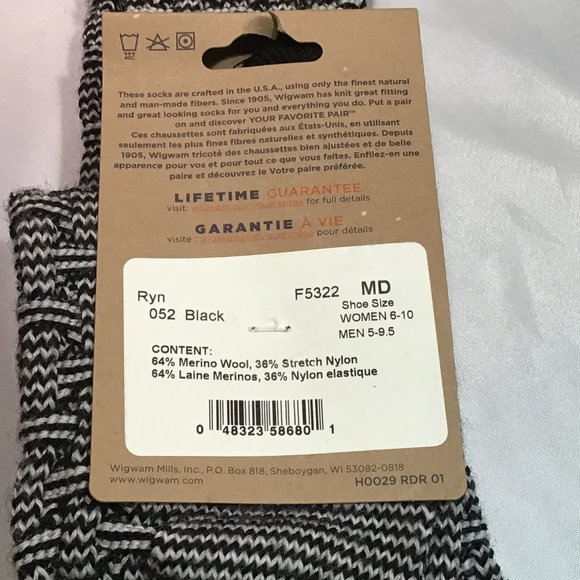 40C
These socks are crafted in the U.S.A., using only the finest natural
and man-made fibers. Since 1905, Wigwam has knit great fitting
and great looking socks for you and everything you do. Put a pair
on and discover YOUR FAVORITE PAIR™
Ces chaussettes sont fabriquées aux États-Unis, en utilisant
seulement les plus fines fibres naturelles et synthétiques. Depuis
1905, Wigwam tricoté des chaussettes bien ajustées et de belle
apparence pour vos et pour tout ce que vous faites. Enfilez-en une
paire et découvrez le Votre paire préférée.
LIFETIME GUARANTEE
visit: wigwam.com/guarantee for full details
GARANTIE À VIE
visite : wigwam.com/guarantee pour détails
Ryn F5322 MD
052 Black Shoe Size
WOMEN 6-10
MEN 5-9.5
CONTENT:
64% Merino Wool, 36% Stretch Nylon
64% Laine Merinos, 36% Nylon elastique
0 48323 58680 1
Wigwam Mills, Inc., P.O. Box 818, Sheboygan, WI 53082-0818
www.wigwam.com H0029 RDR 01